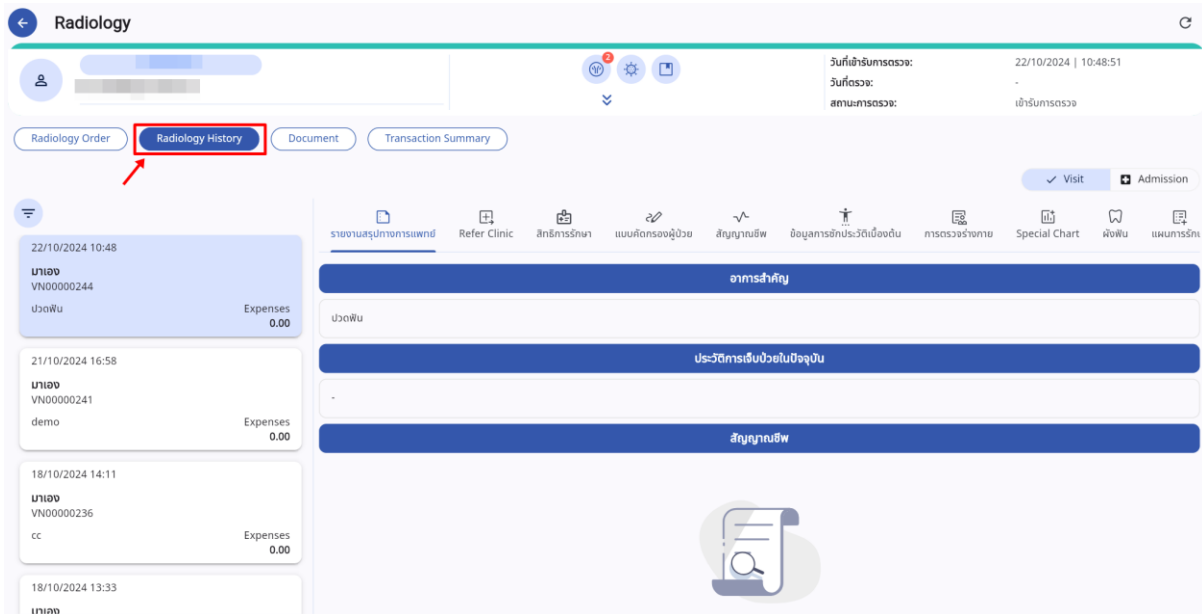 Radiology
2
วันที่เข้ารับการตรวจ: 22/10/2024 | 10:48:51
วันที่ตรวจ: -
สถานะการตรวจ: เข้ารับการตรวจ
Radiology Order Radiology History Document Transaction Summary
Visit Admission
รายงานสรุปทางการแพทย์ Refer Clinic สิทธิการรักษา แบบคัดกรองผู้ป่วย สัญญาณชีพ ข้อมูลการซักประวัติเบื้องต้น การตรวจร่างกาย Special Chart ผังฟัน
22/10/2024 10:48
มาเอง
VN00000244
ปวดฟัน Expenses
0.00
อาการสำคัญ
ปวดฟัน
ประวัติการเจ็บป่วยในปัจจุบัน
-
สัญญาณชีพ
21/10/2024 16:58
มาเอง
VN00000241
demo Expenses
0.00
18/10/2024 14:11
มาเอง
VN00000236
cc Expenses
0.00
18/10/2024 13:33
มาเอง